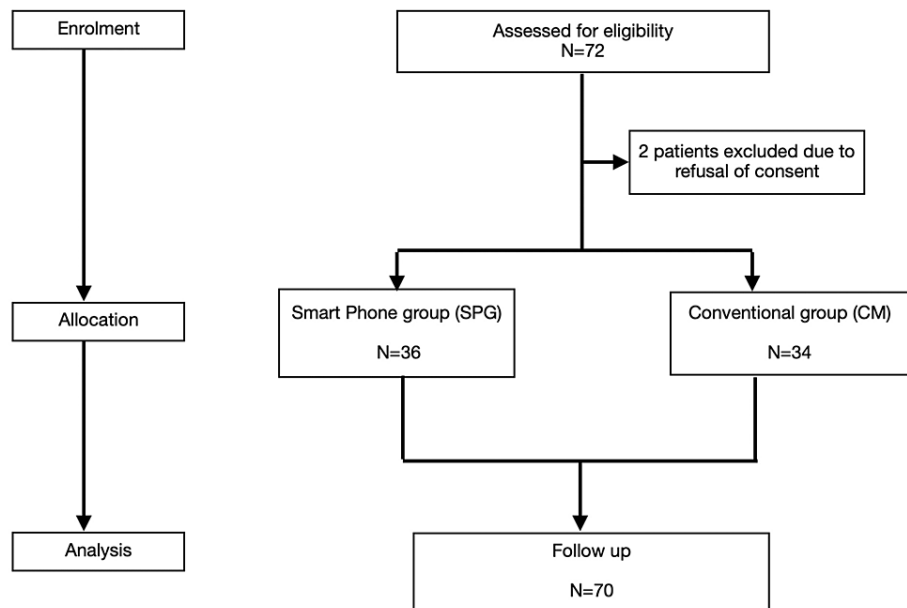 Enrolment
Assessed for eligibility
N=72
2 patients excluded due to
refusal of consent
Allocation
Smart Phone group (SPG)
N=36
Conventional group (CM)
N=34
Analysis
Follow up
N=70